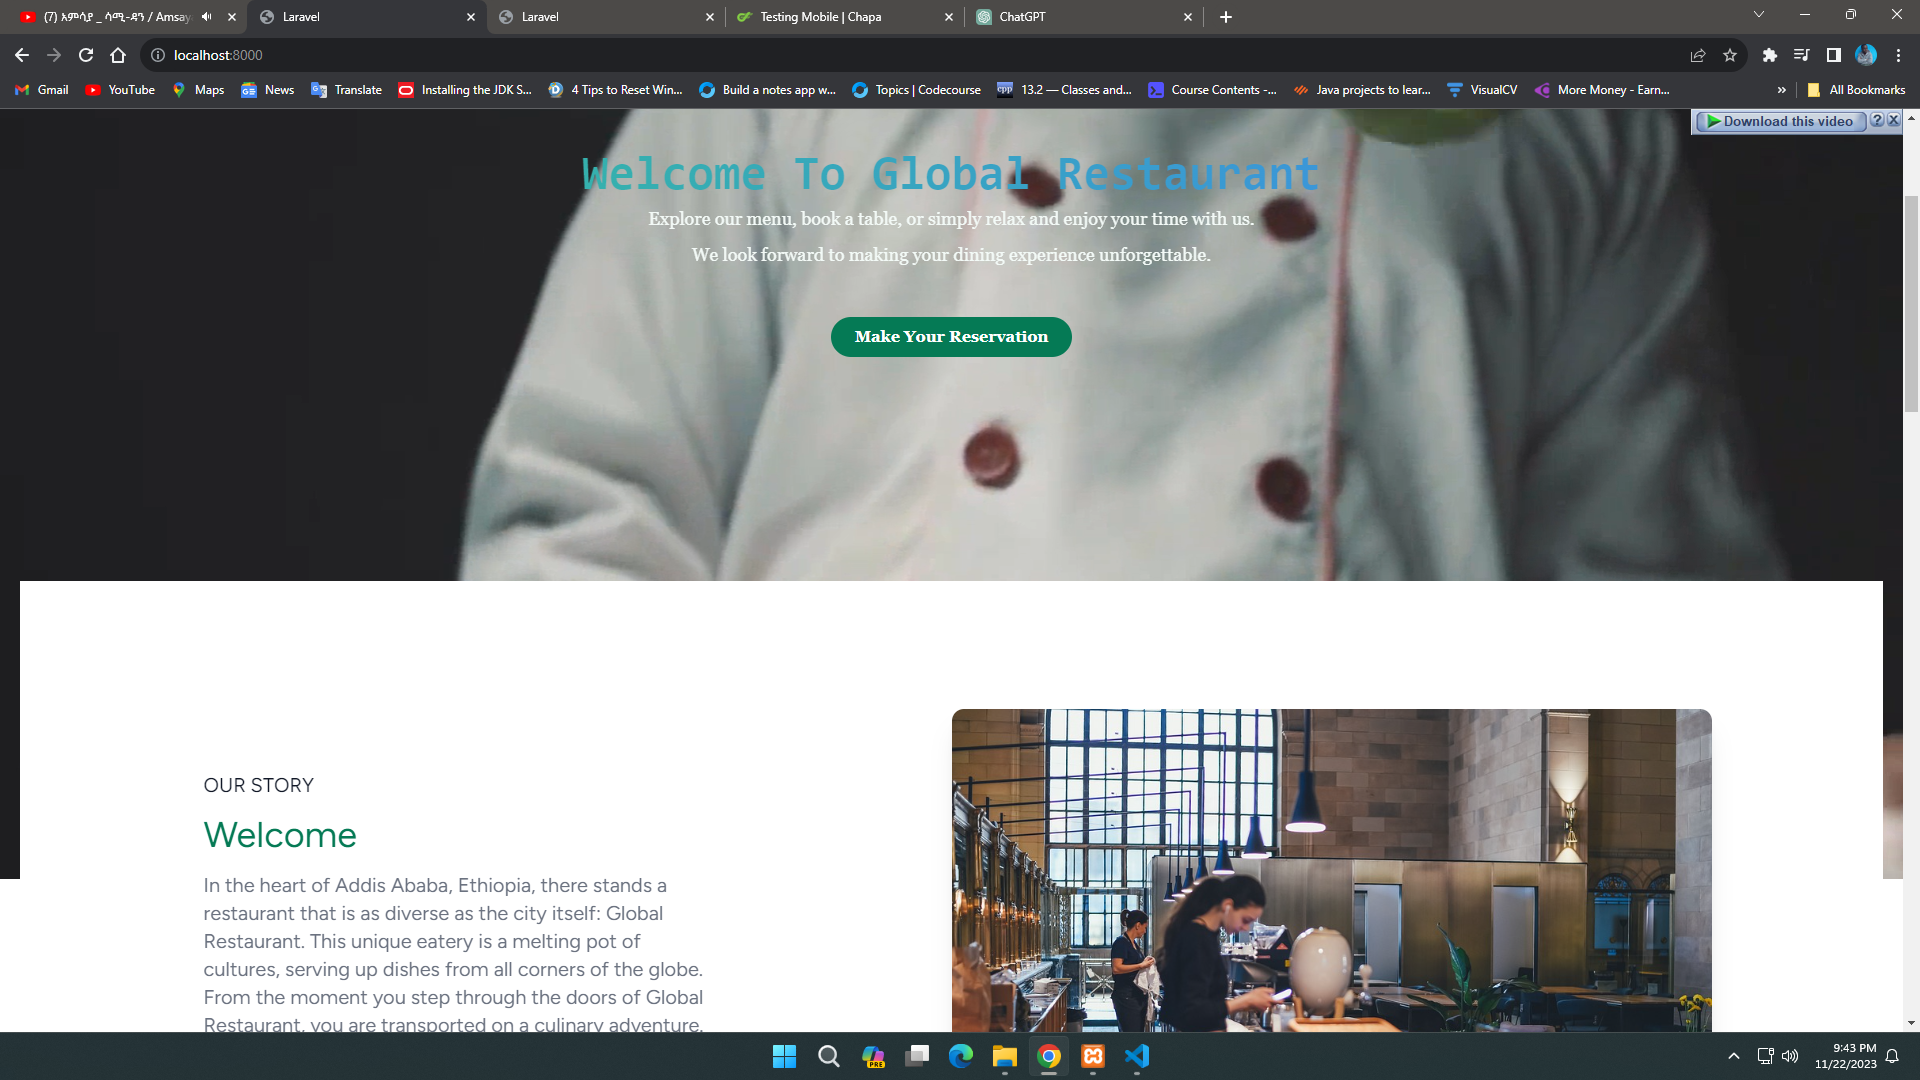 (7) አምሳያ _ ሳሚ-ዳን / Amsay
Laravel
Laravel
Testing Mobile | Chapa
ChatGPT
localhost:8000
Gmail
YouTube
Maps
News
Translate
Installing the JDK S...
4 Tips to Reset Win...
Build a notes app w...
Topics | Codecourse
13.2 — Classes and...
Course Contents -...
Java projects to lear...
VisualCV
More Money - Earn...
All Bookmarks
Download this video
Welcome To Global Restaurant
Explore our menu, book a table, or simply relax and enjoy your time with us.
We look forward to making your dining experience unforgettable.
Make Your Reservation
OUR STORY
Welcome
In the heart of Addis Ababa, Ethiopia, there stands a
restaurant that is as diverse as the city itself: Global
Restaurant. This unique eatery is a melting pot of
cultures, serving up dishes from all corners of the globe.
From the moment you step through the doors of Global
Restaurant, you are transported on a culinary adventure.
PRE
9:43 PM
11/22/2023